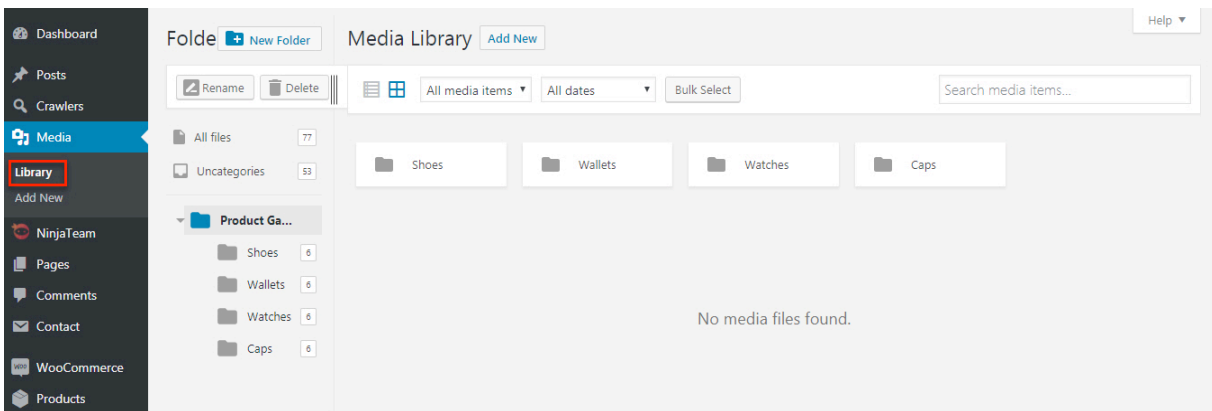 Dashboard
Posts
Crawlers
Media
Library
Add New
NinjaTeam
Pages
Comments
Contact
WooCommerce
Products
Folde
New Folder
Rename
Delete
All files 77
Uncategories 53
Product Ga...
Shoes 6
Wallets 6
Watches 6
Caps 6
Media Library Add New
Help
All media items All dates Bulk Select Search media items...
Shoes Wallets Watches Caps
No media files found.